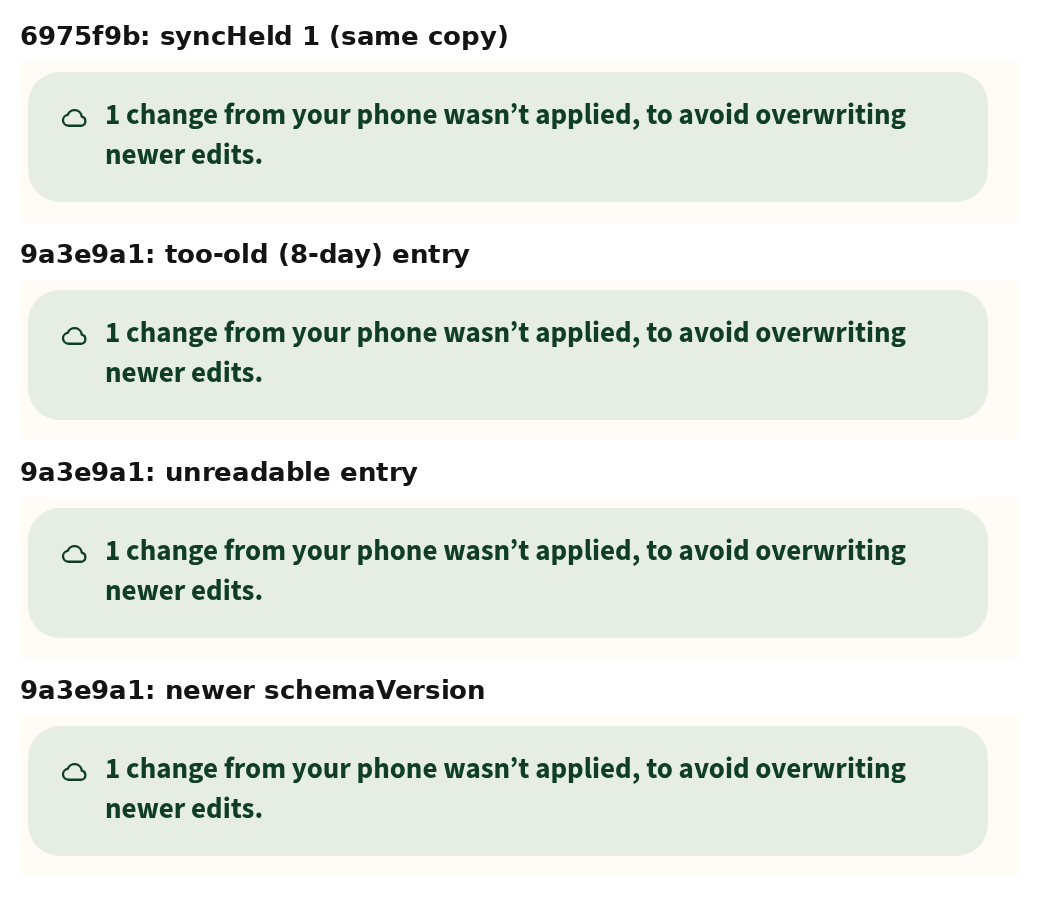 6975f9b: syncHeld 1 (same copy)
1 change from your phone wasn’t applied, to avoid overwriting
newer edits.
9a3e9a1: too-old (8-day) entry
1 change from your phone wasn’t applied, to avoid overwriting
newer edits.
9a3e9a1: unreadable entry
1 change from your phone wasn’t applied, to avoid overwriting
newer edits.
9a3e9a1: newer schemaVersion
1 change from your phone wasn’t applied, to avoid overwriting
newer edits.